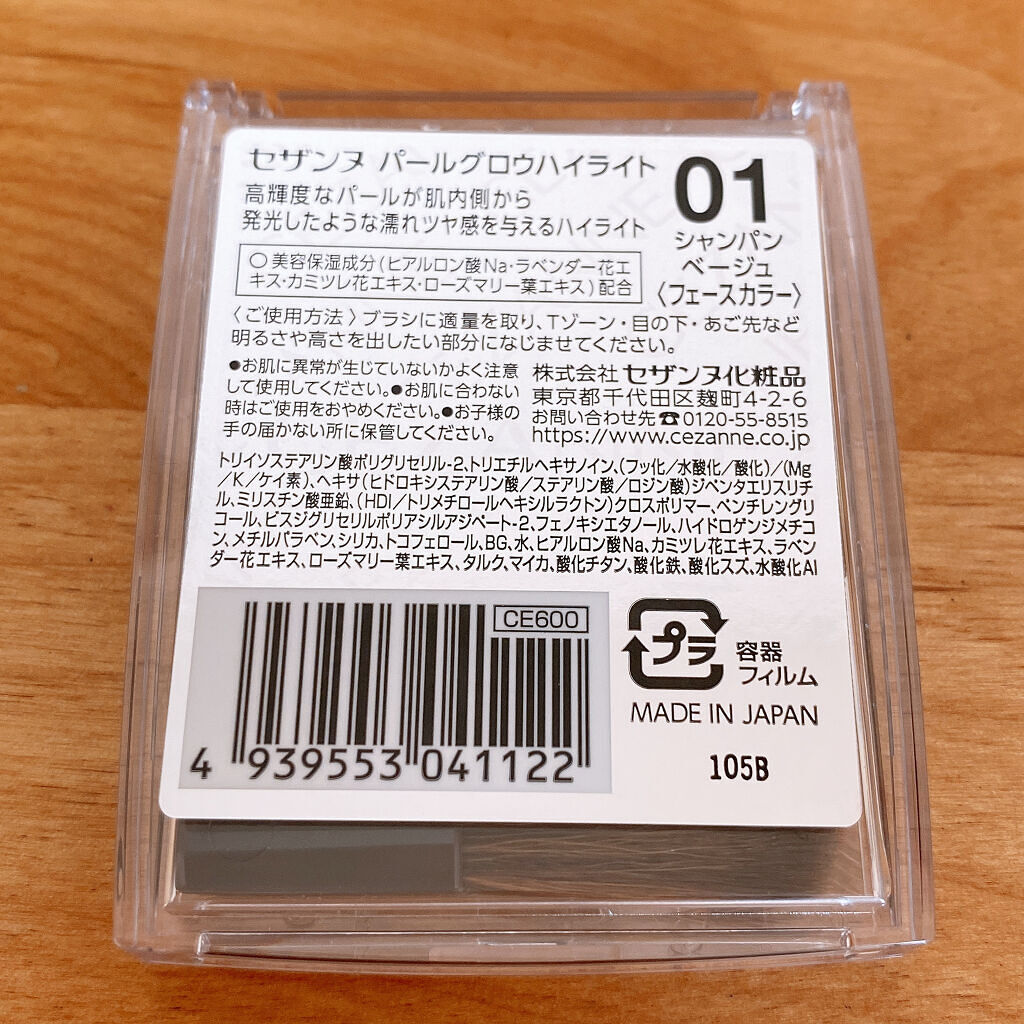 セザンヌ パールグロウハイライト
高輝度なパールが肌内側から
発光したような濡れツヤ感を与えるハイライト
01
シャンパン
ベージュ
〈フェースカラー〉
○美容保湿成分(ヒアルロン酸Na・ラベンダー花エ
キス・カミツレ花エキス・ローズマリー葉エキス)配合
〈ご使用方法〉ブラシに適量を取り、Tゾーン・目の下・あご先など
明るさや高さを出したい部分になじませてください。
●お肌に異常が生じていないかよく注意
して使用してください。●お肌に合わない
時はご使用をおやめください。●お子様の
手の届かない所に保管してください。
株式会社 セザンヌ化粧品
東京都千代田区麹町4-2-6
お問い合わせ先☎0120-55-8515
https://www.cezanne.co.jp
トリイソステアリン酸ポリグリセリル-2、トリエチルヘキサノイン、(フッ化/水酸化/酸化)/(Mg
/K/ケイ素)、ヘキサ(ヒドロキシステアリン酸/ステアリン酸/ロジン酸)ジペンタエリスリチ
ル、ミリスチン酸亜鉛、(HDI/トリメチロールヘキシルラクトン)クロスポリマー、ペンチレングリ
コール、ビスジグリセリルポリアシルアジペート-2、フェノキシエタノール、ハイドロゲンジメチコ
ン、メチルパラベン、シリカ、トコフェロール、BG、水、ヒアルロン酸Na、カミツレ花エキス、ラベン
ダー花エキス、ローズマリー葉エキス、タルク、マイカ、酸化チタン、酸化鉄、酸化スズ、水酸化Al
CE600
4 939553 041122
プラ
容器
フィルム
MADE IN JAPAN
105B